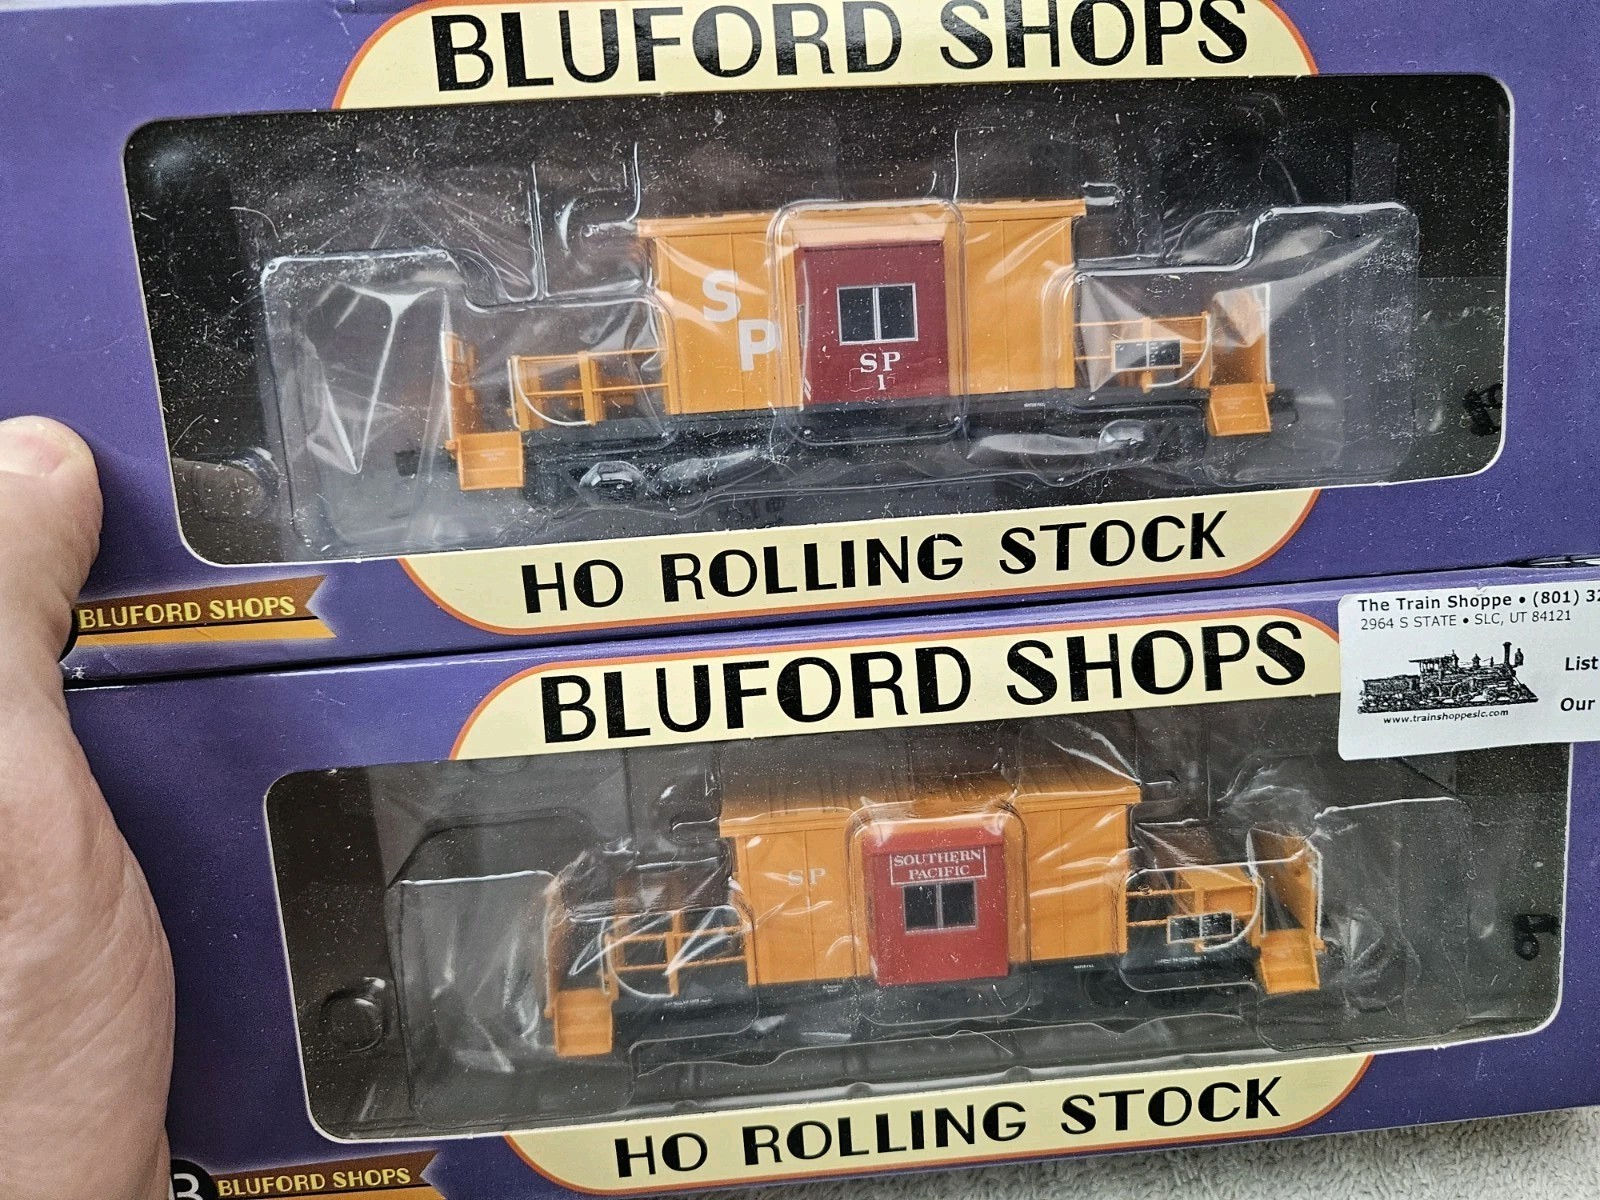 BLUFORD SHOPS
S
P
SP
1
HO ROLLING STOCK
BLUFORD SHOPS
The Train Shoppe • (801) 32
2964 S STATE • SLC, UT 84121
List
Our
www.trainshoppeslc.com
BLUFORD SHOPS
SOUTHERN
PACIFIC
SP
HO ROLLING STOCK
BLUFORD SHOPS